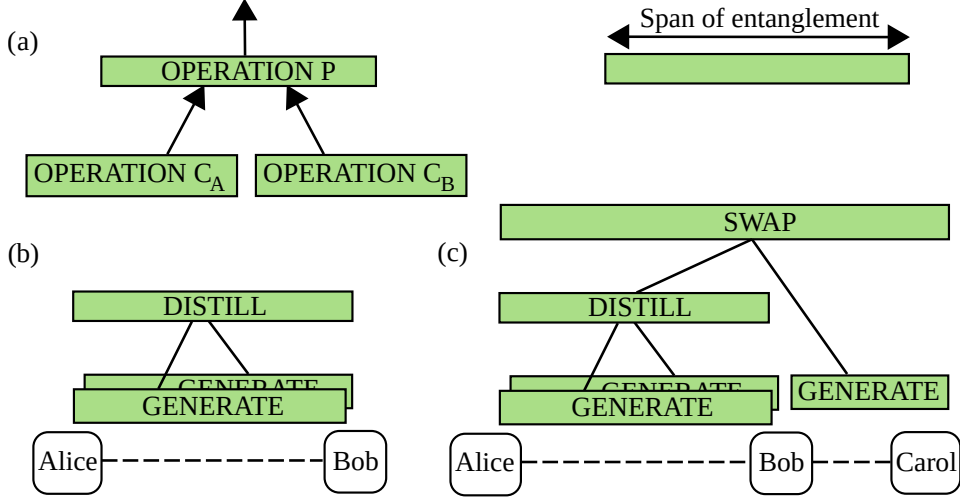 (a)
OPERATION P
OPERATION C_A
OPERATION C_B
Span of entanglement
(b)
DISTILL
GENERATE
GENERATE
Alice
Bob
(c)
SWAP
DISTILL
GENERATE
GENERATE
GENERATE
Alice
Bob
Carol